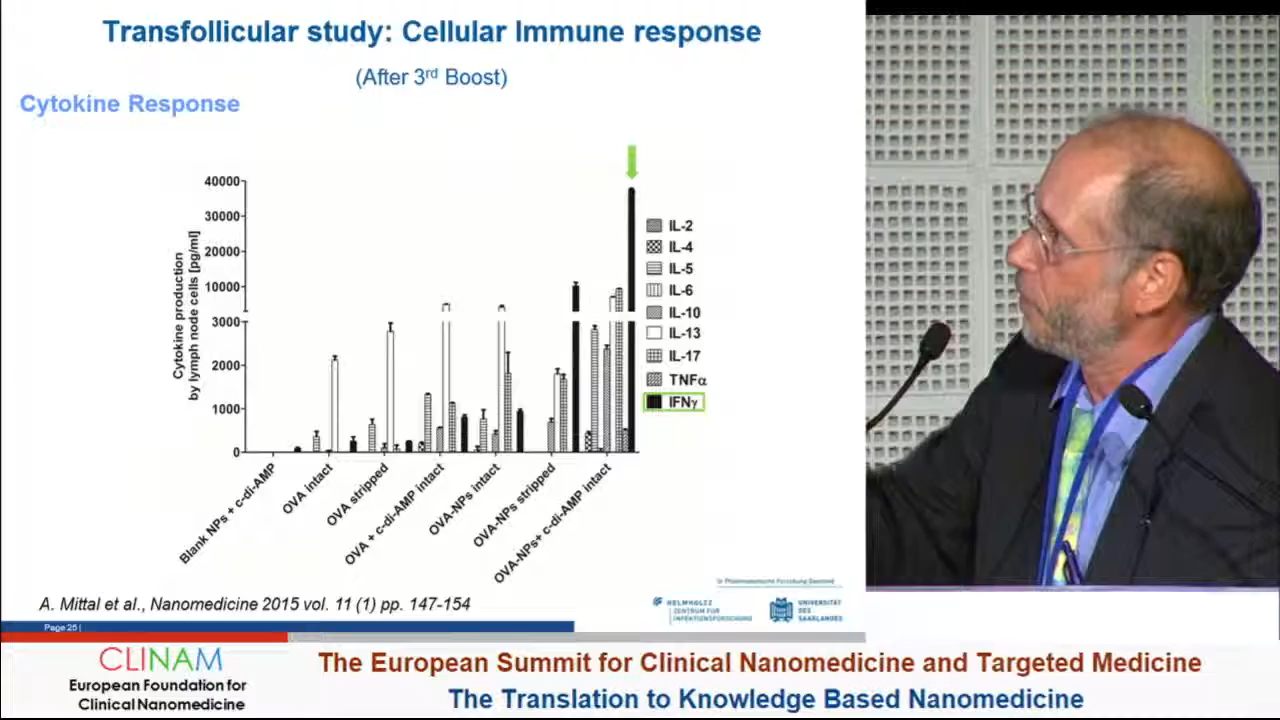 Transfollicular study: Cellular Immune response
(After 3rd Boost)
Cytokine Response
Cytokine production
by lymph node cells [pg/ml]
40000
30000
20000
10000
3000
2000
1000
0
Blank NPs + c-di-AMP
OVA intact
OVA stripped
OVA + c-di-AMP intact
OVA-NPs intact
OVA-NPs stripped
OVA-NPs+ c-di-AMP intact
IL-2
IL-4
IL-5
IL-6
IL-10
IL-13
IL-17
TNFα
IFNγ
A. Mittal et al., Nanomedicine 2015 vol. 11 (1) pp. 147-154
HELMHOLTZ
ZENTRUM FÜR
INFEKTIONSFORSCHUNG
UNIVERSITÄT
DES
SAARLANDES
Page 25 |
CLINAM
European Foundation for
Clinical Nanomedicine
The European Summit for Clinical Nanomedicine and Targeted Medicine
The Translation to Knowledge Based Nanomedicine